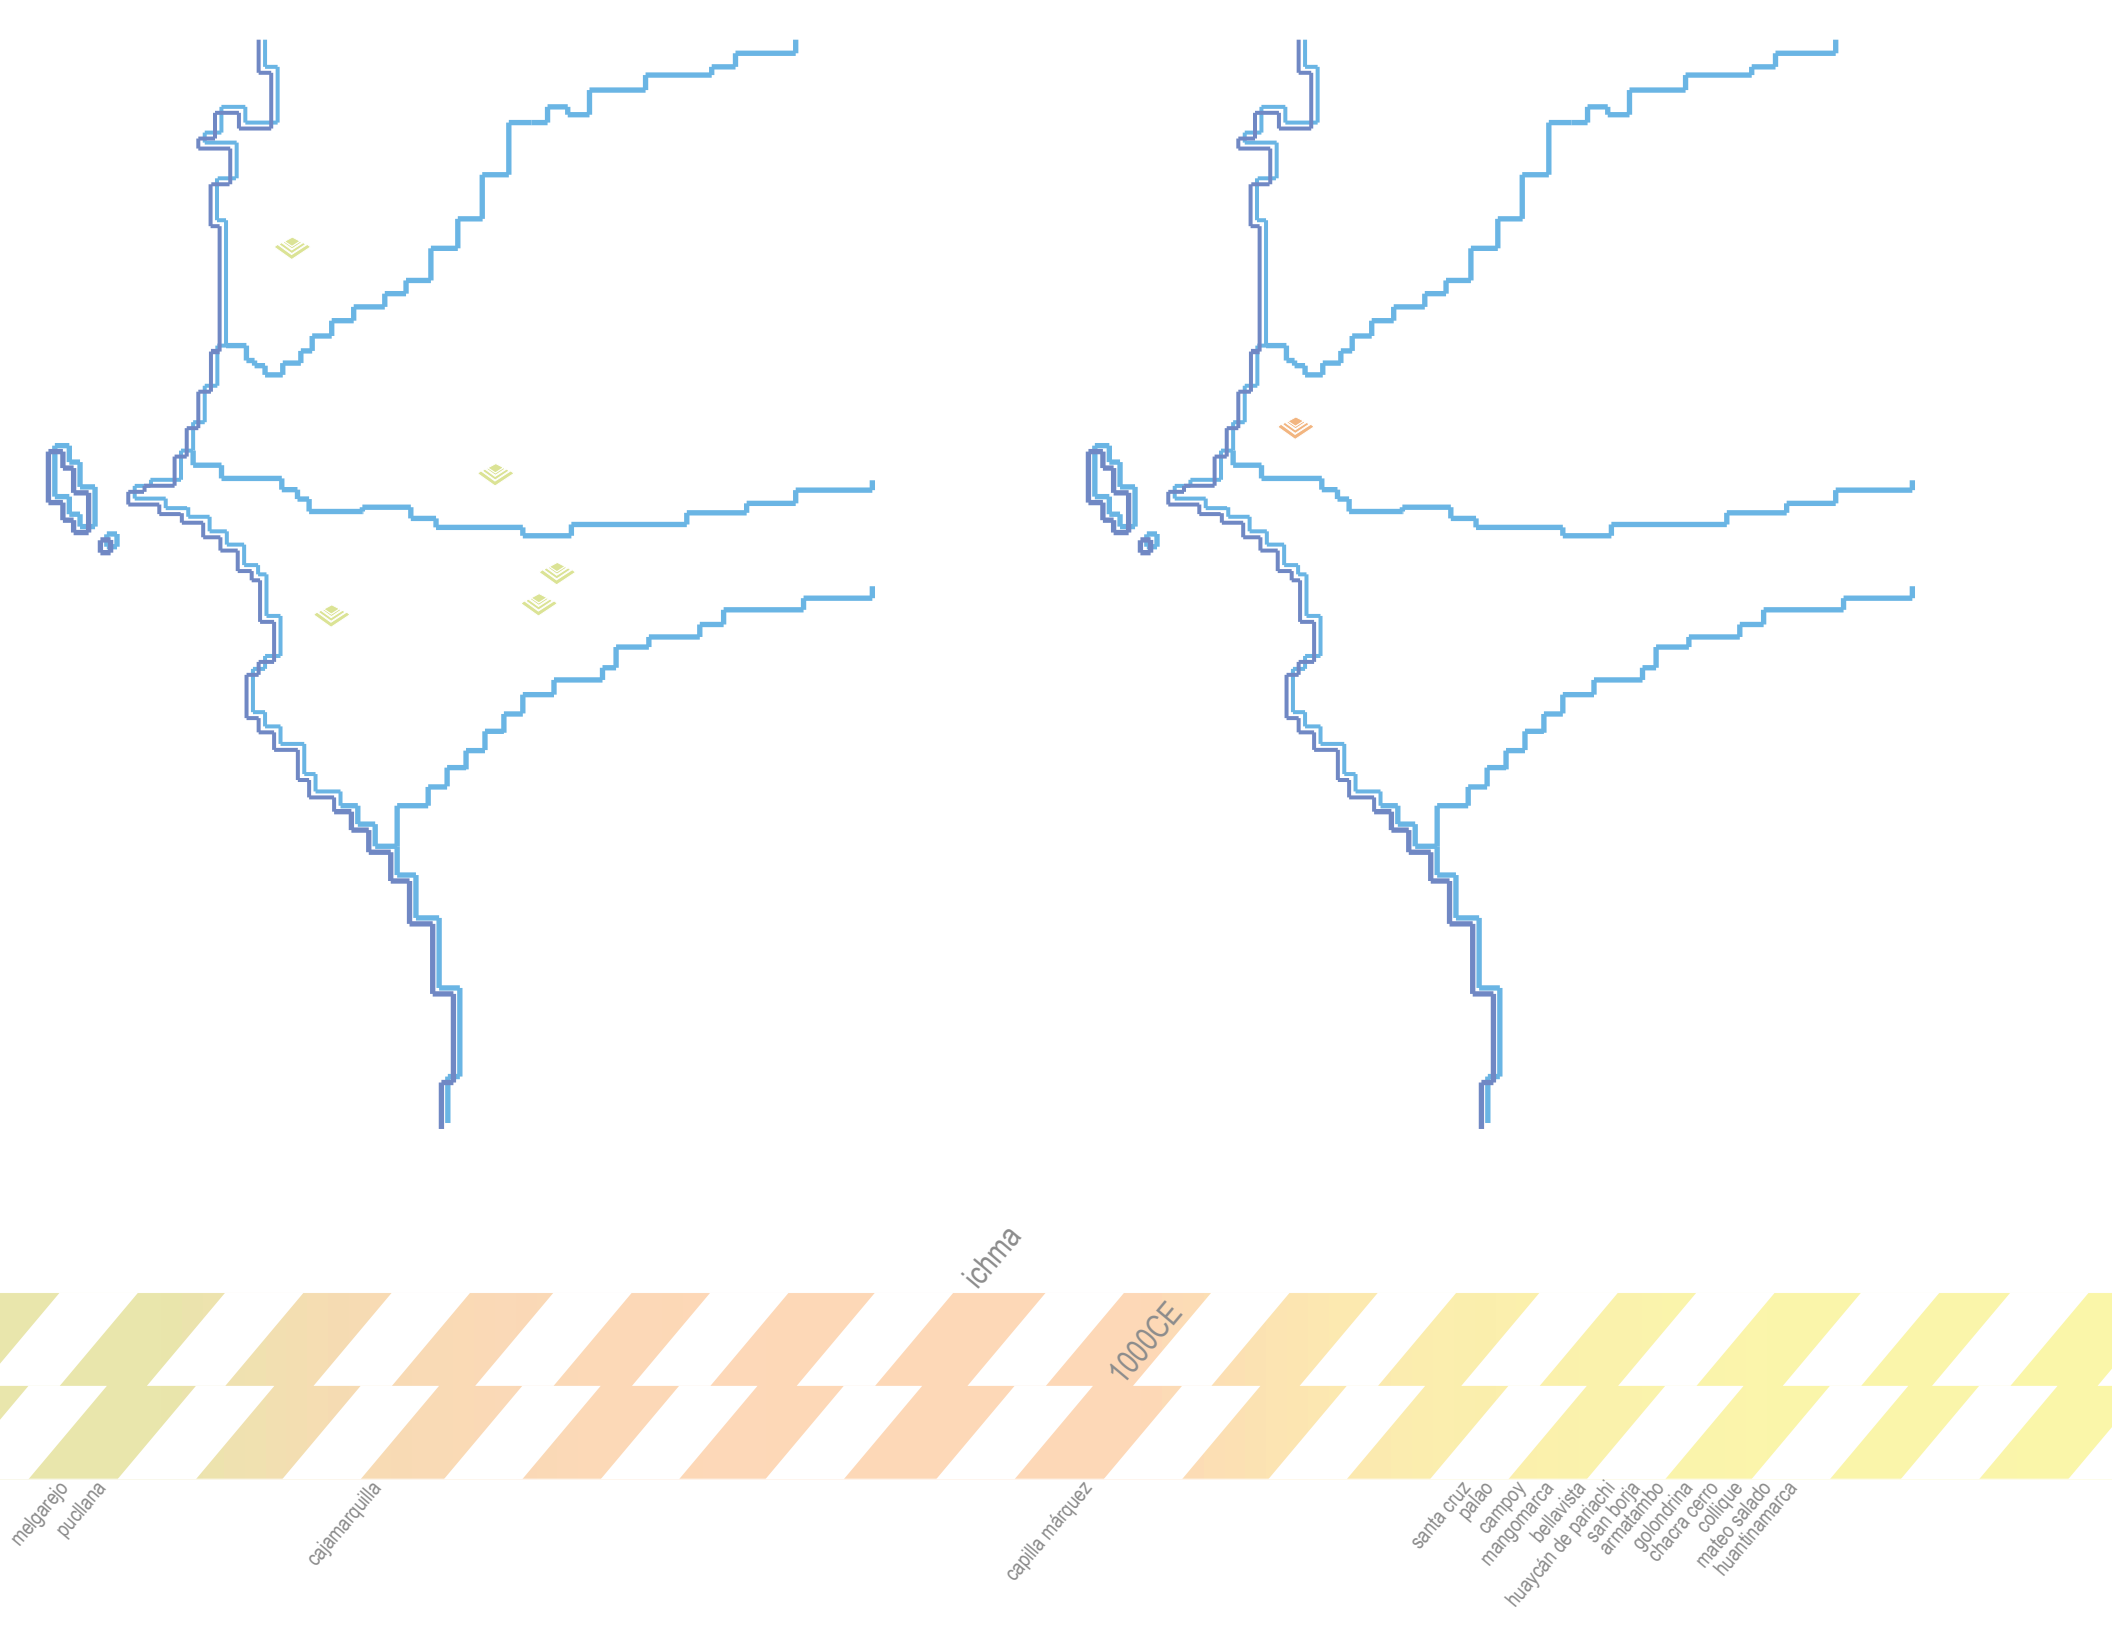 ichma
1000CE
melgarejo
pucllana
cajamarquilla
capilla márquez
santa cruz
palao
campoy
mangomarca
bellavista
huaycán de pariachi
san borja
armatambo
golondrina
chacra cerro
collique
mateo salado
huantinamarca